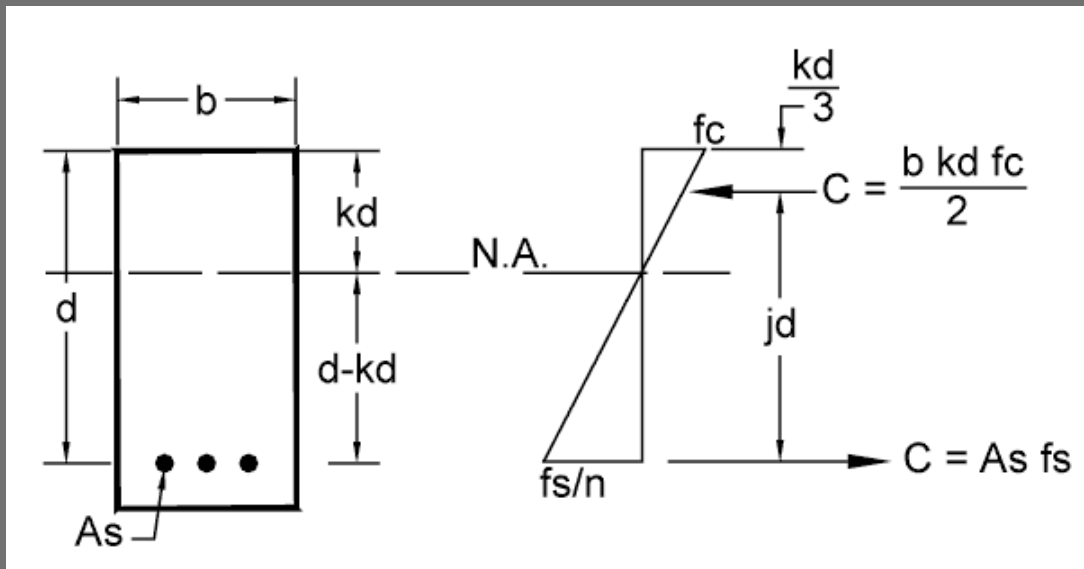 b
kd
3
fc
C = b kd fc
2
kd
N.A.
d
jd
d-kd
C = As fs
fs/n
As